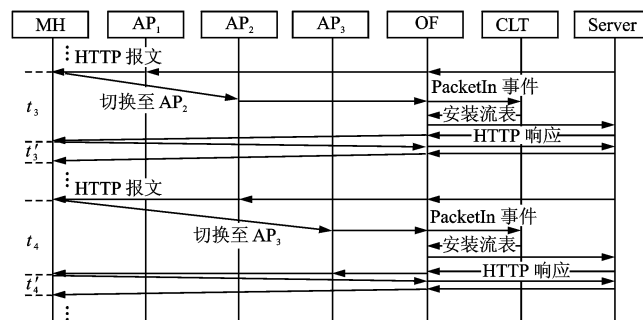 MH AP₁ AP₂ AP₃ OF CLT Server
HTTP 报文
PacketIn 事件
切换至 AP₂
t₃
安装流表
HTTP 响应
t₃′
HTTP 报文
PacketIn 事件
切换至 AP₃
t₄
安装流表
HTTP 响应
t₄′